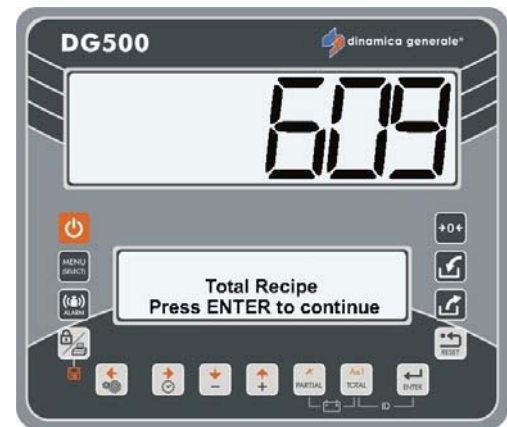 DG500
dinamica generale®
609
→0←
MENU
(SELECT)
ALARM
Total Recipe
Press ENTER to continue
RESET
PARTIAL
TOTAL
ENTER
ID